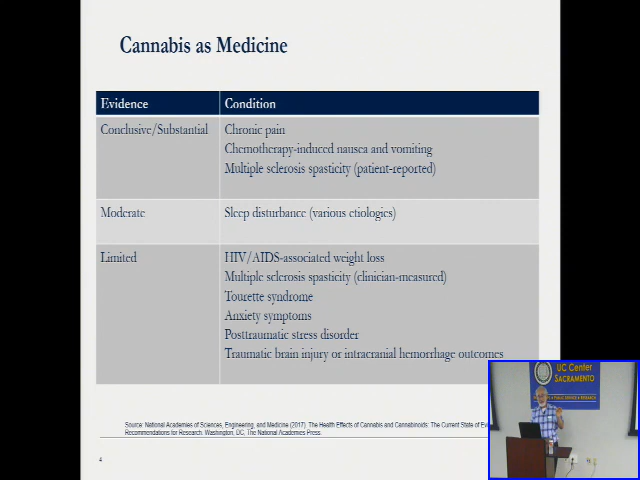 Cannabis as Medicine
Evidence Condition
Conclusive/Substantial Chronic pain
Chemotherapy-induced nausea and vomiting
Multiple sclerosis spasticity (patient-reported)
Moderate Sleep disturbance (various etiologies)
Limited HIV/AIDS-associated weight loss
Multiple sclerosis spasticity (clinician-measured)
Tourette syndrome
Anxiety symptoms
Posttraumatic stress disorder
Traumatic brain injury or intracranial hemorrhage outcomes
Source: National Academies of Sciences, Engineering, and Medicine (2017) The Health Effects of Cannabis and Cannabinoids: The Current State of
Recommendations for Research. Washington, DC, The National Academies Press.
4
UC Center
SACRAMENTO